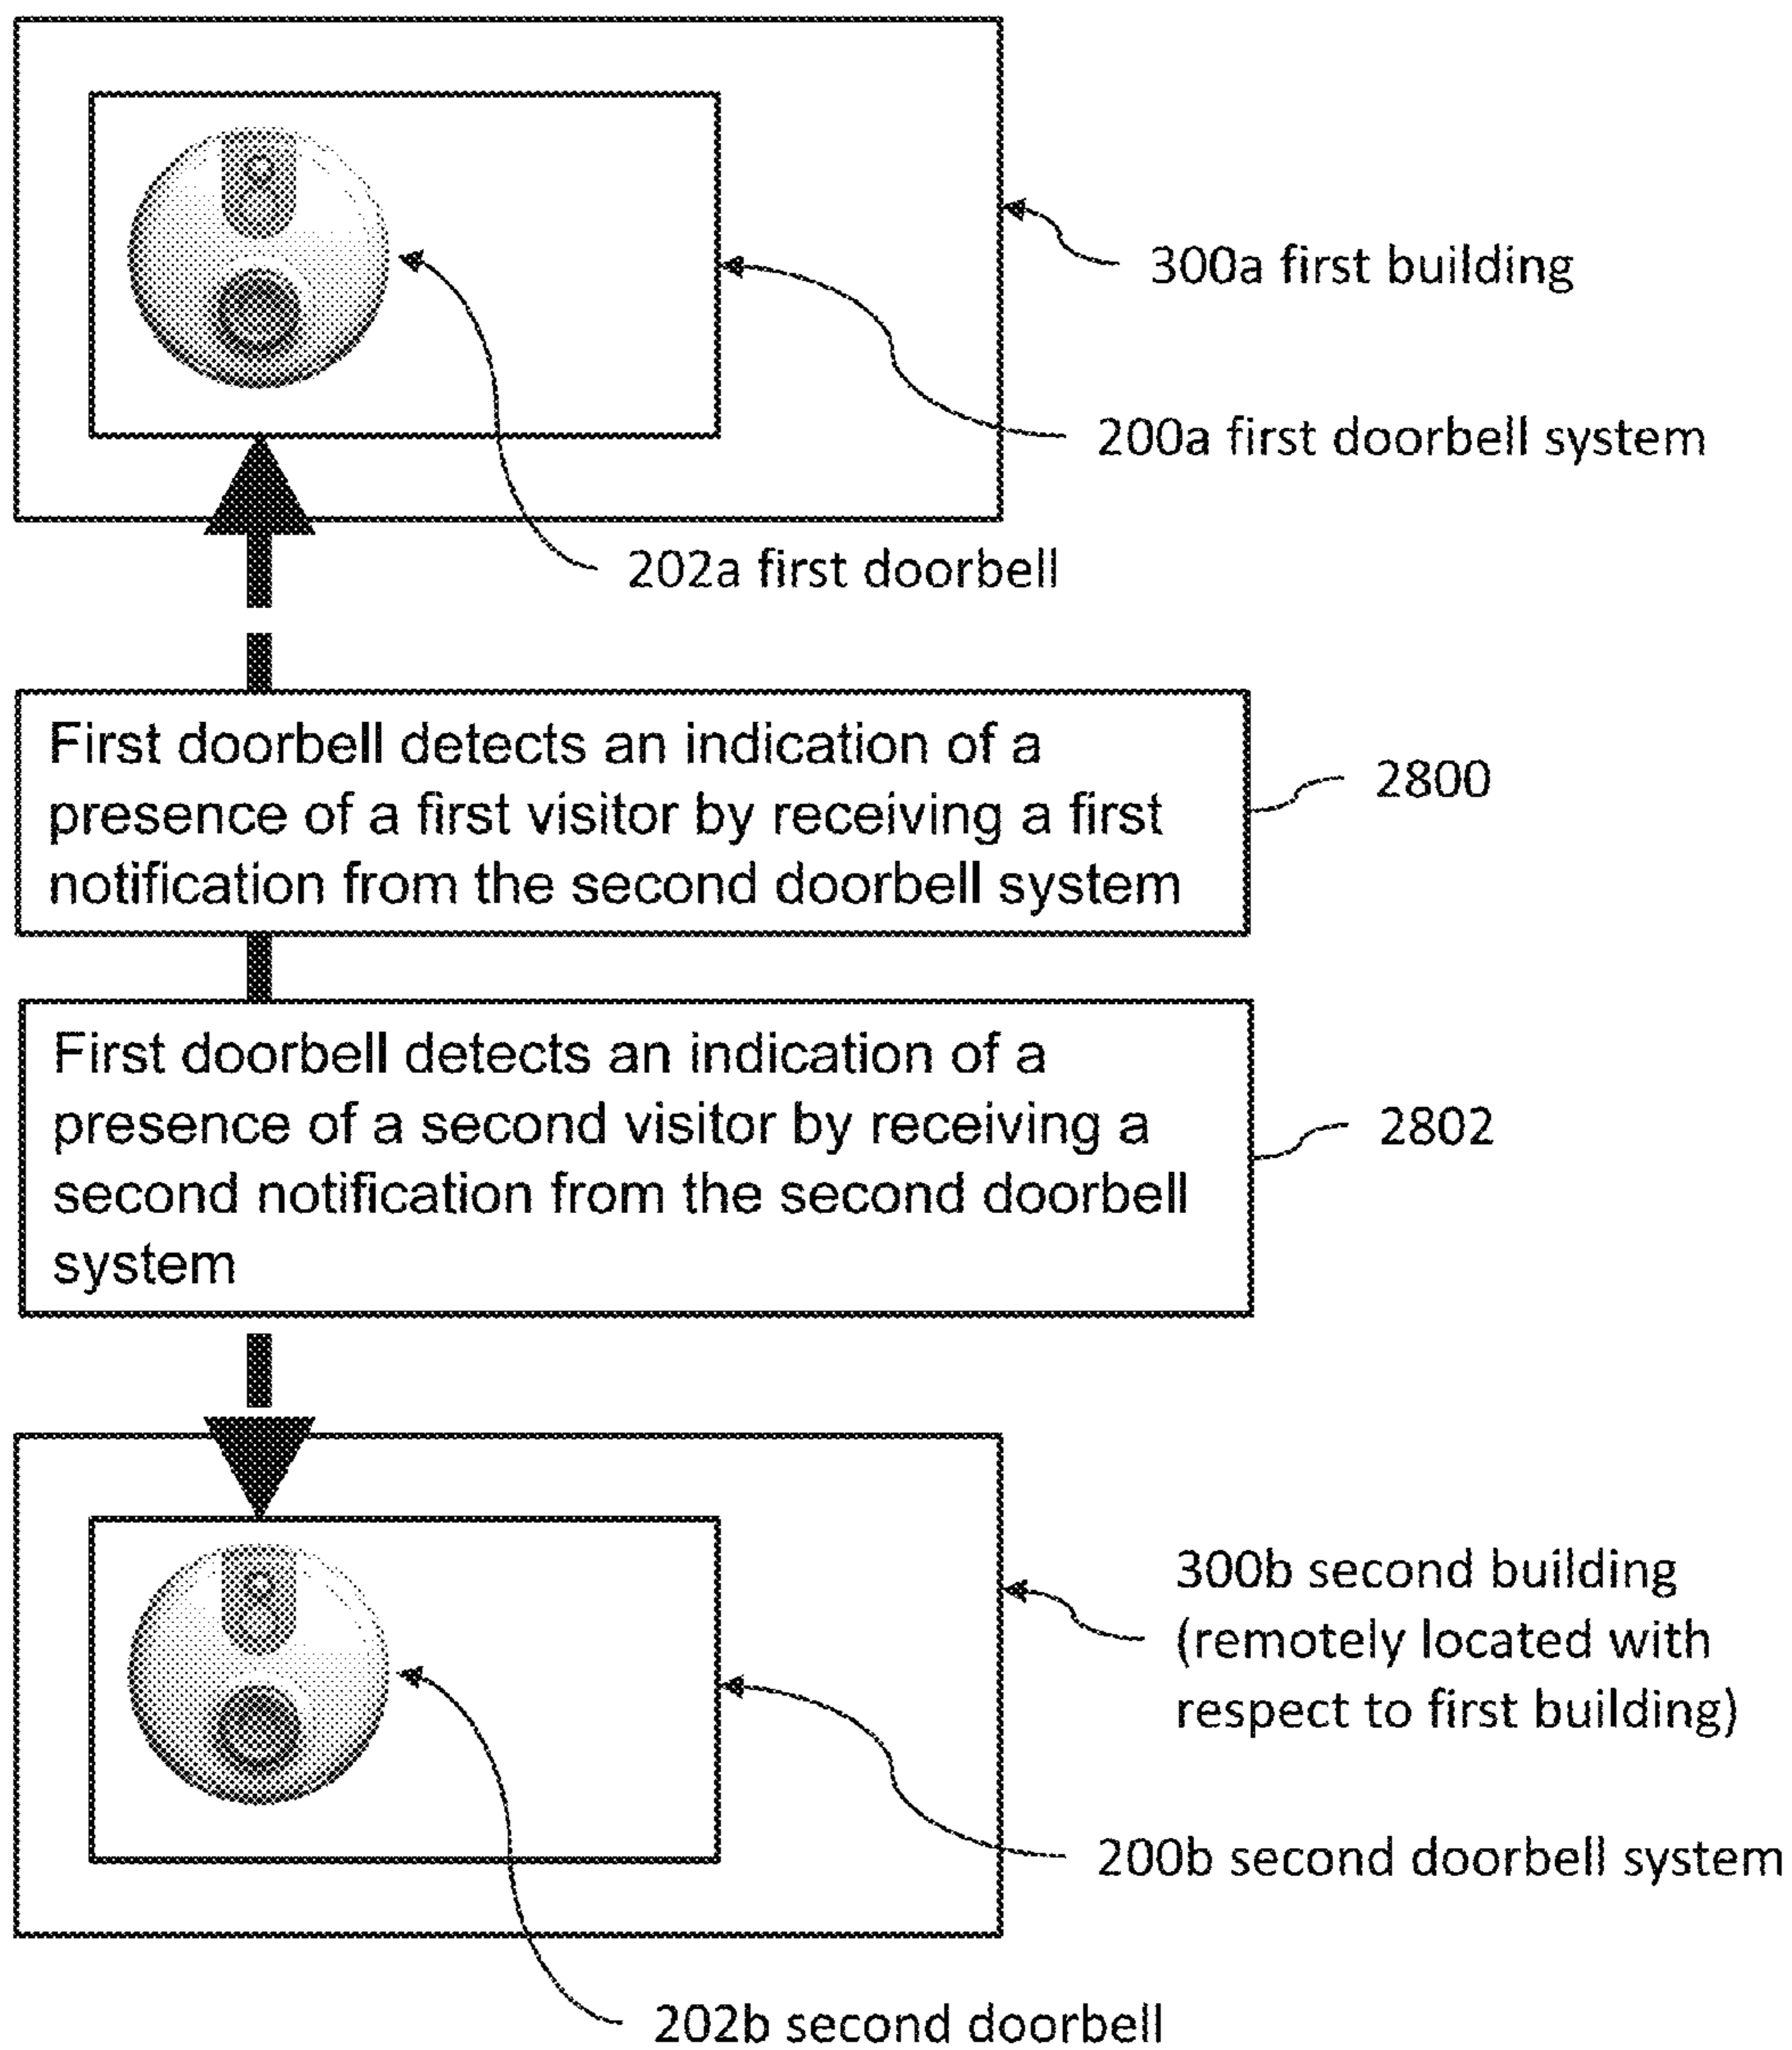 300a first building
200a first doorbell system
202a first doorbell
First doorbell detects an indication of a
presence of a first visitor by receiving a first
notification from the second doorbell system
2800
First doorbell detects an indication of a
presence of a second visitor by receiving a
second notification from the second doorbell
system
2802
300b second building
(remotely located with
respect to first building)
200b second doorbell system
202b second doorbell